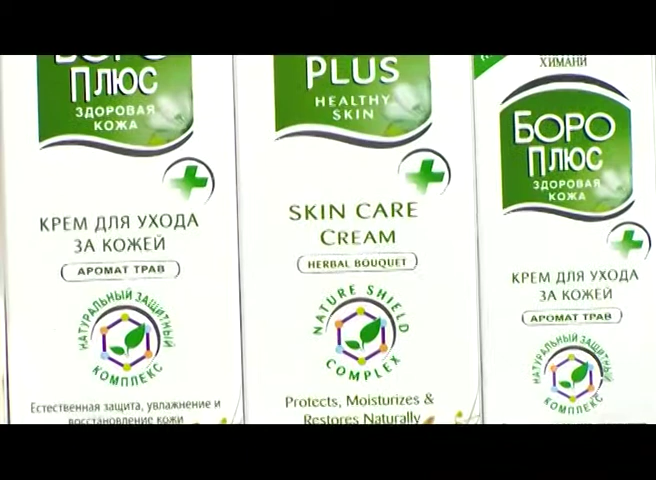 БОРО
ПЛЮС
ЗДОРОВАЯ
КОЖА
КРЕМ ДЛЯ УХОДА
ЗА КОЖЕЙ
АРОМАТ ТРАВ
НАТУРАЛЬНЫЙ ЗАЩИТНЫЙ
КОМПЛЕКС
Естественная защита, увлажнение и
восстановление кожи
PLUS
HEALTHY
SKIN
SKIN CARE
CREAM
HERBAL BOUQUET
NATURE SHIELD
COMPLEX
Protects, Moisturizes &
Restores Naturally
ХИМАНИ
БОРО
ПЛЮС
ЗДОРОВАЯ
КОЖА
КРЕМ ДЛЯ УХОДА
ЗА КОЖЕЙ
АРОМАТ ТРАВ
НАТУРАЛЬНЫЙ ЗАЩИТНЫЙ
КОМПЛЕКС